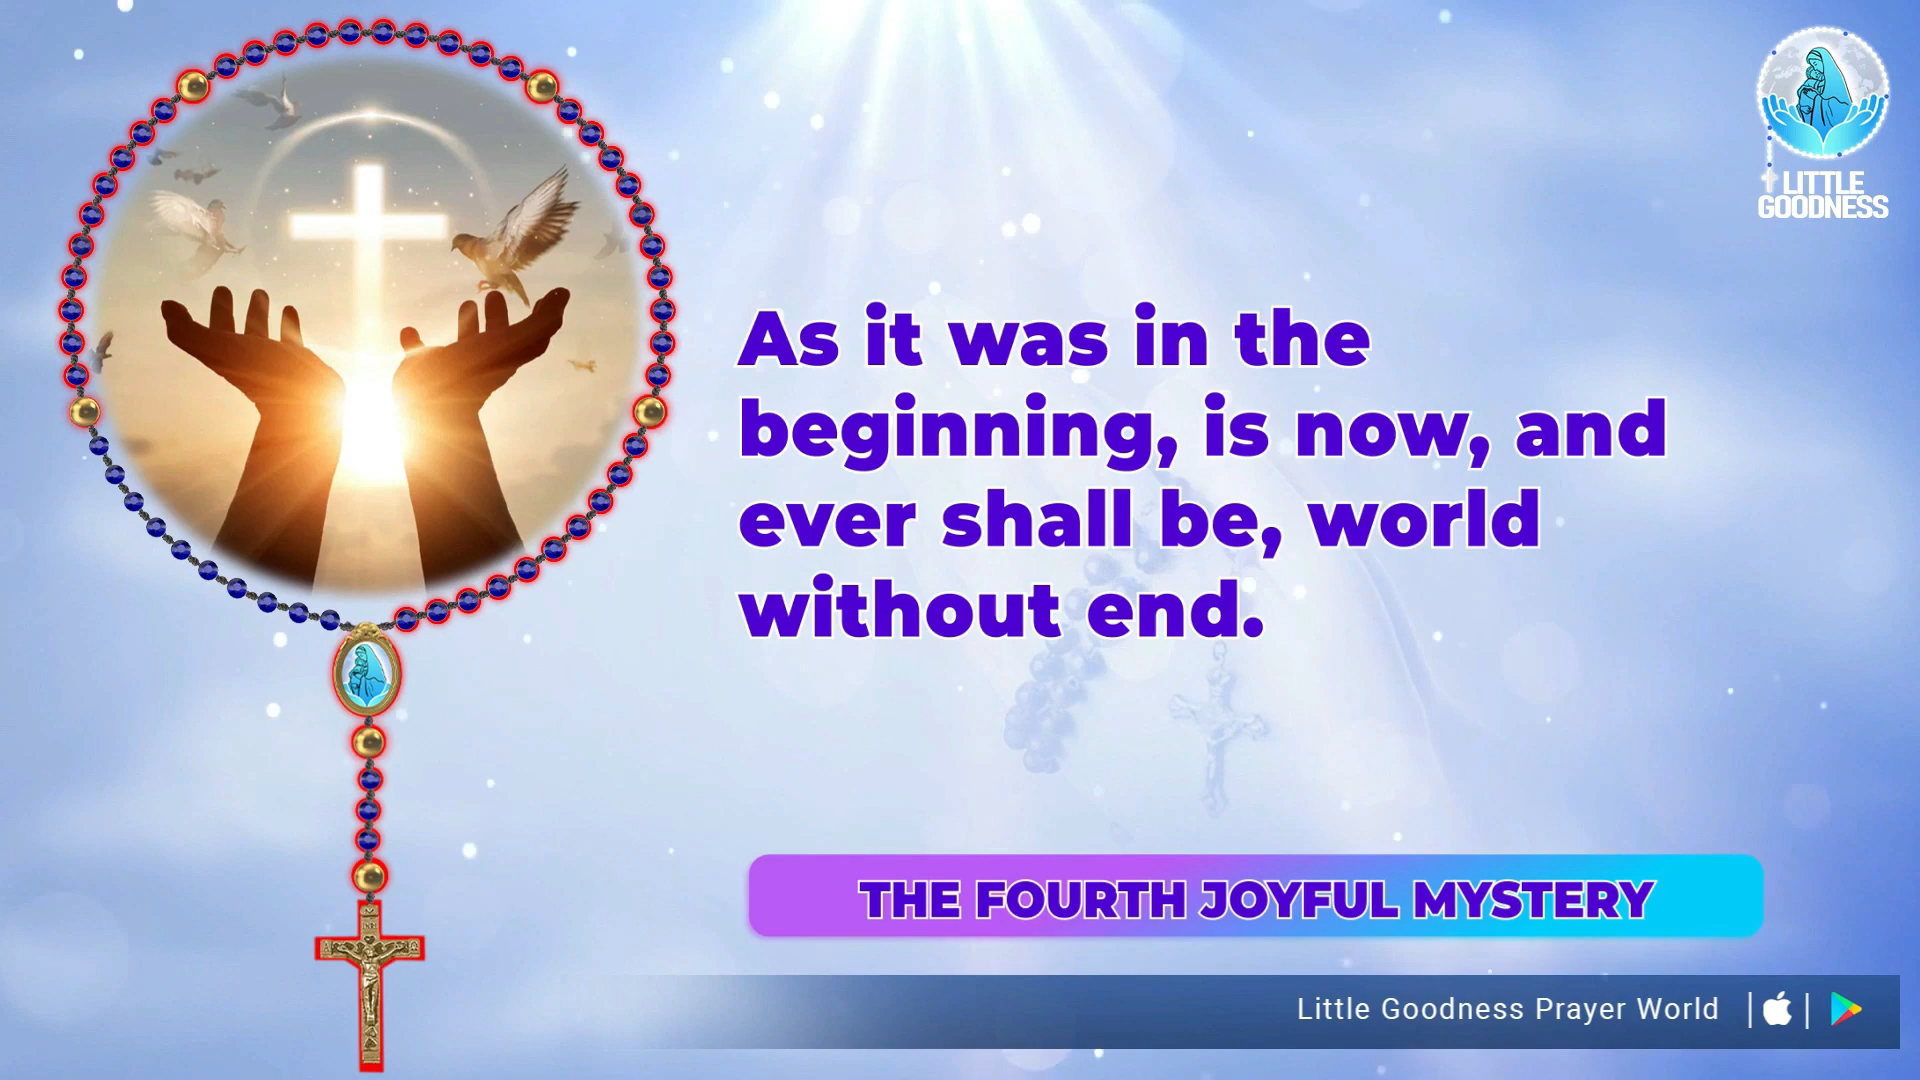 LITTLE
GOODNESS
As it was in the
beginning, is now, and
ever shall be, world
without end.
THE FOURTH JOYFUL MYSTERY
Little Goodness Prayer World